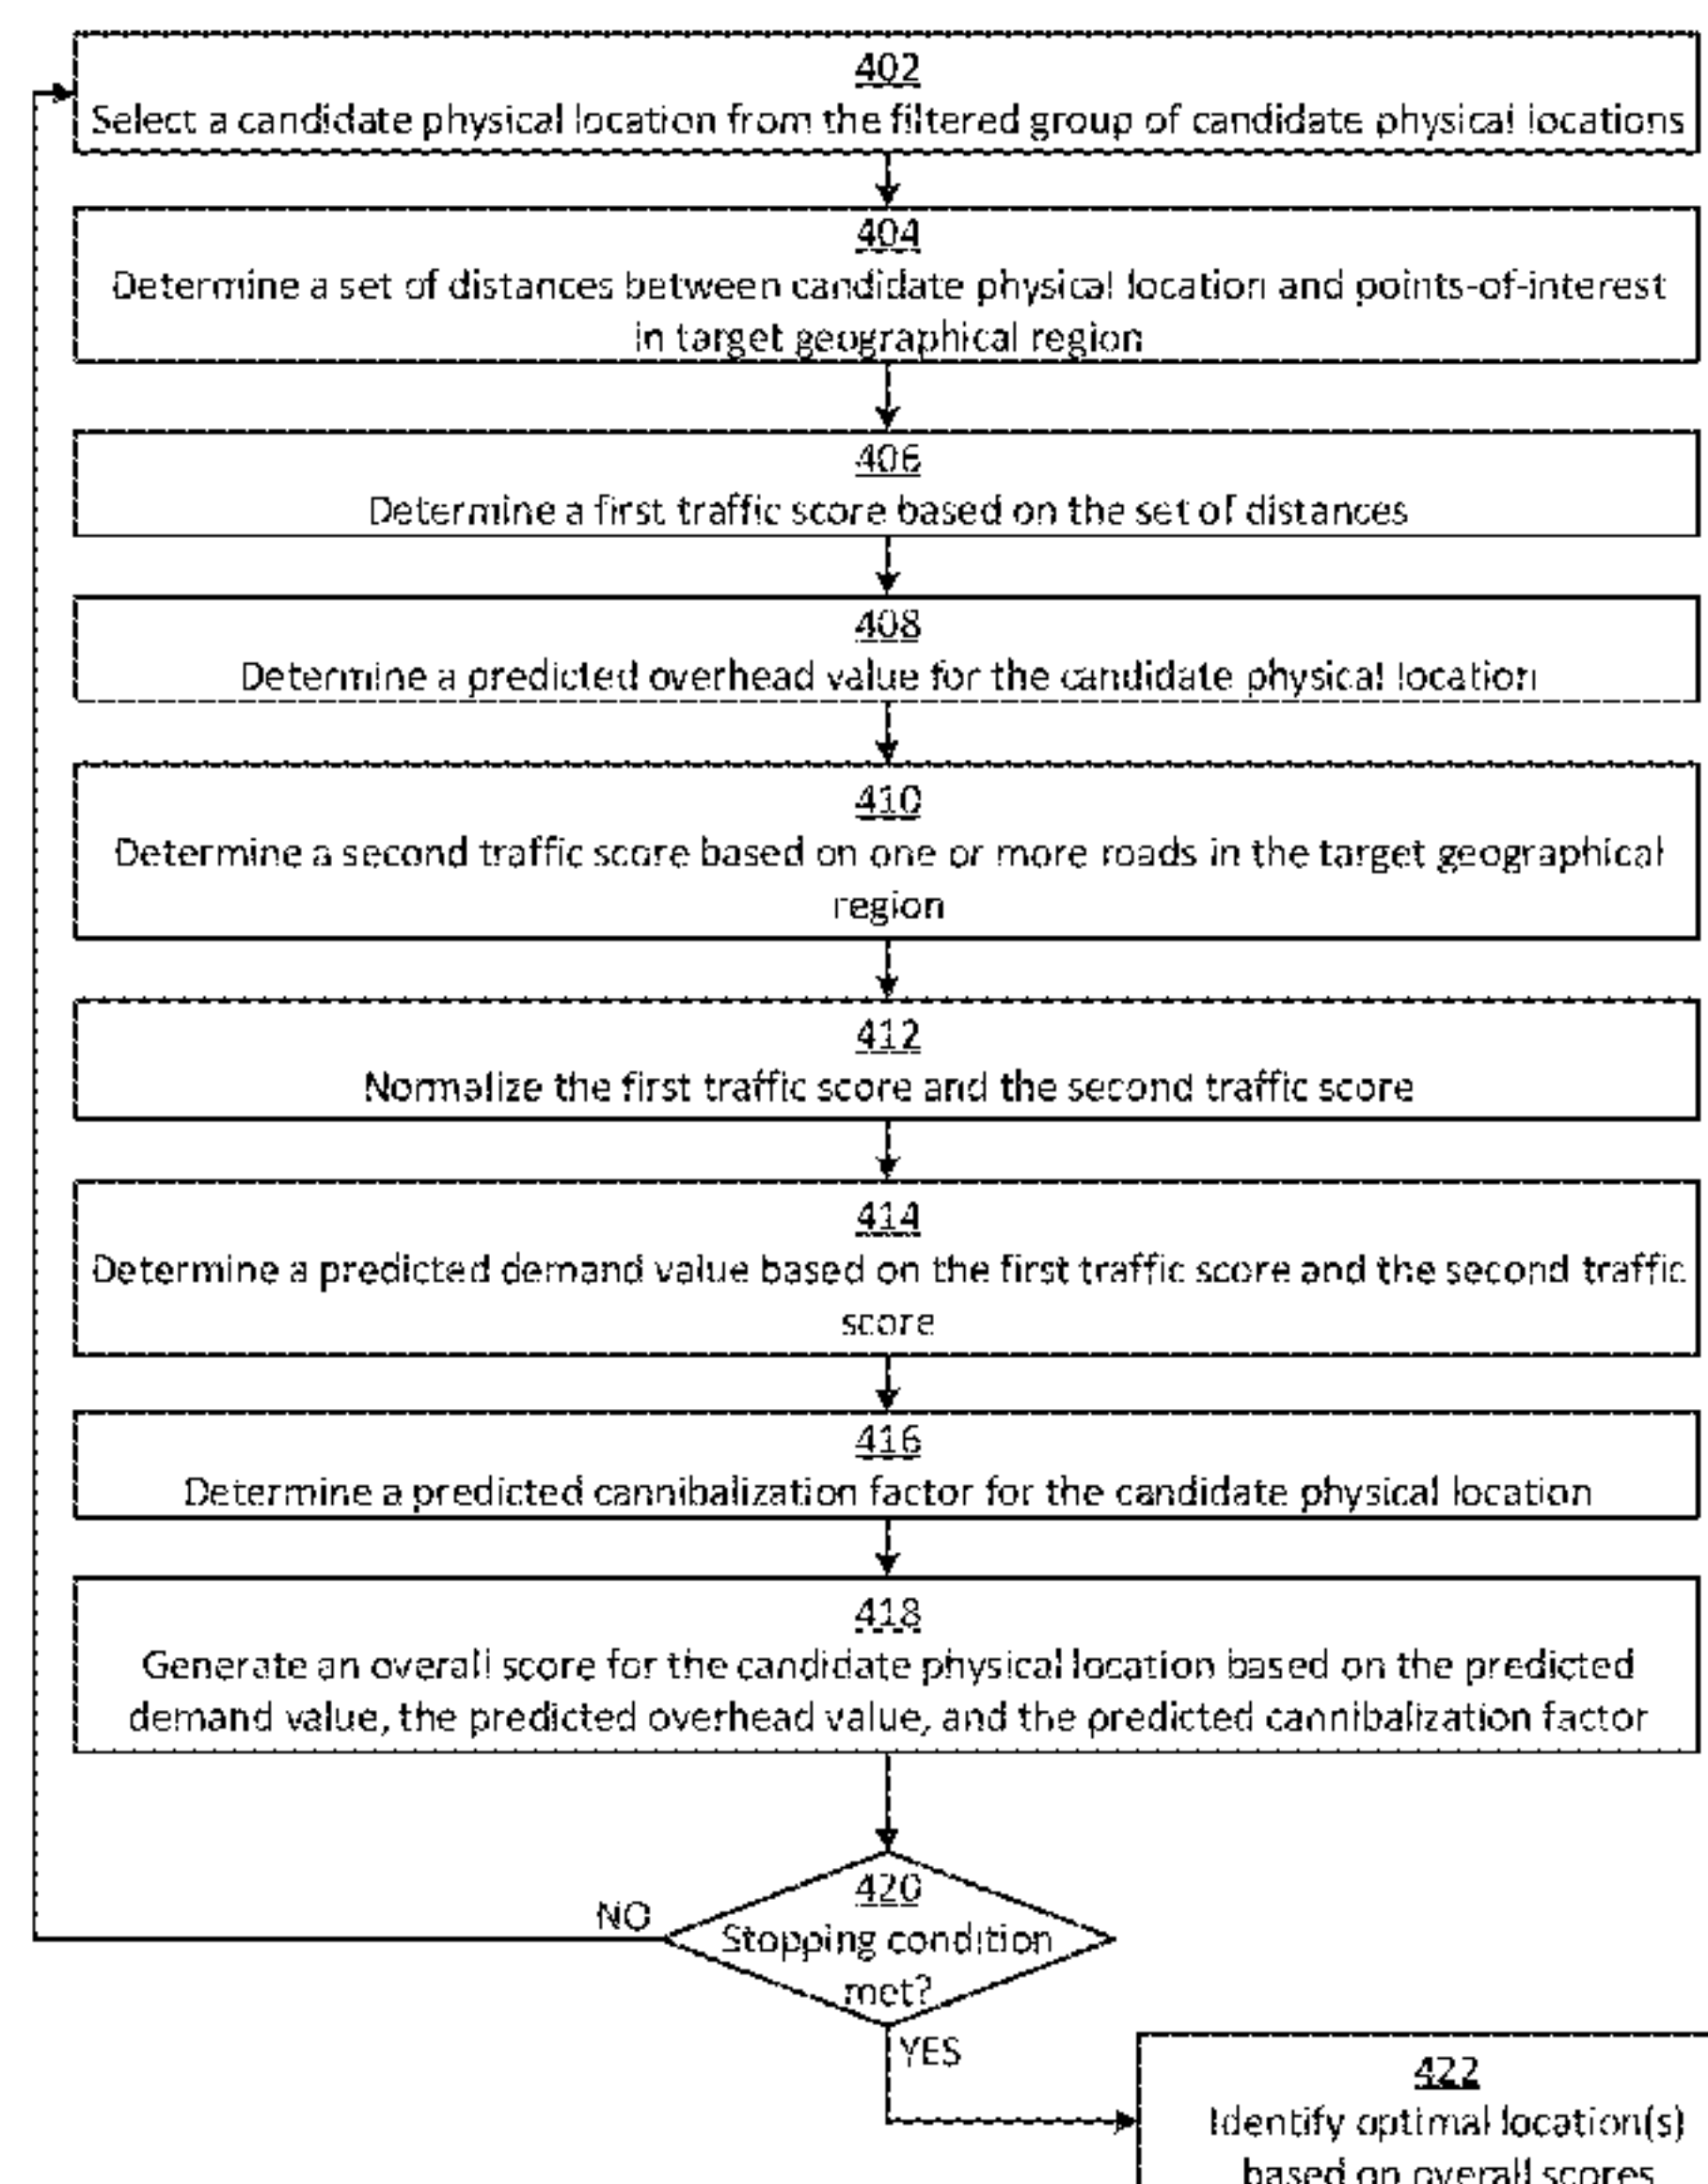 402
Select a candidate physical location from the filtered group of candidate physical locations
404
Determine a set of distances between candidate physical location and points-of-interest
in target geographical region
406
Determine a first traffic score based on the set of distances
408
Determine a predicted overhead value for the candidate physical location
410
Determine a second traffic score based on one or more roads in the target geographical
region
412
Normalize the first traffic score and the second traffic score
414
Determine a predicted demand value based on the first traffic score and the second traffic
score
416
Determine a predicted cannibalization factor for the candidate physical location
418
Generate an overall score for the candidate physical location based on the predicted
demand value, the predicted overhead value, and the predicted cannibalization factor
420
Stopping condition
met?
NO
YES
422
Identify optimal location(s)
based on overall scores